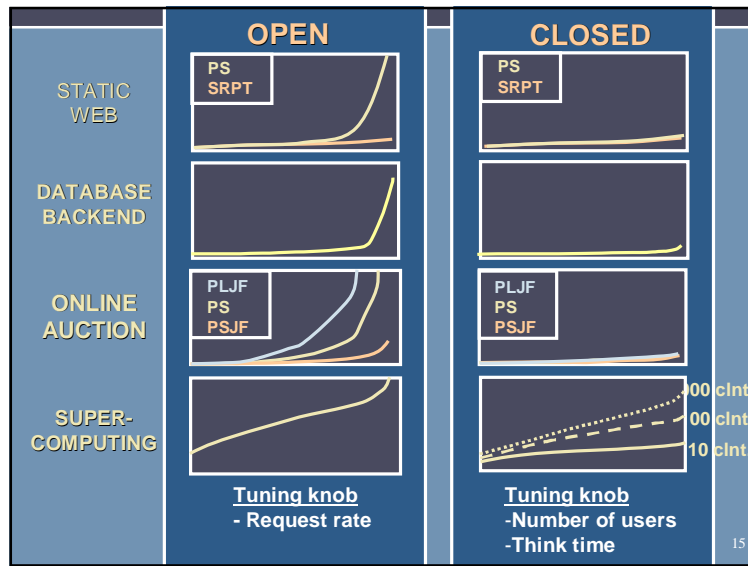 OPEN
CLOSED
STATIC
WEB
PS
SRPT
PS
SRPT
DATABASE
BACKEND
ONLINE
AUCTION
PLJF
PS
PSJF
PLJF
PS
PSJF
SUPER-
COMPUTING
00 clnt
00 clnt
10 clnt
Tuning knob
- Request rate
Tuning knob
-Number of users
-Think time
15